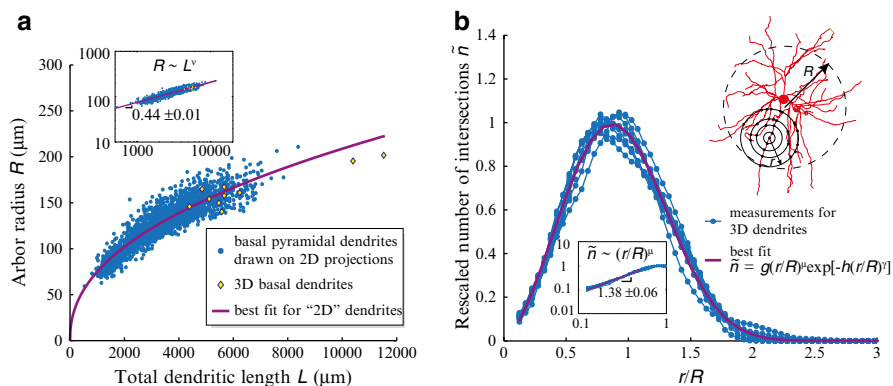 a
Arbor radius R (μm)
300
250
200
150
100
50
0
0
2000
4000
6000
8000
10000
12000
Total dendritic length L (μm)
1000
100
10
1000
10000
R ~ L^ν
0.44 ±0.01
basal pyramidal dendrites
drawn on 2D projections
3D basal dendrites
best fit for “2D” dendrites
b
Rescaled number of intersections ñ
1.4
1.2
1
0.8
0.6
0.4
0.2
0
0
0.5
1
1.5
2
2.5
3
r/R
10
1
0.1
0.01
0.1
1
ñ ~ (r/R)^μ
1.38 ±0.06
R
r
measurements for
3D dendrites
best fit
ñ = g(r/R)^μexp[-h(r/R)^γ]